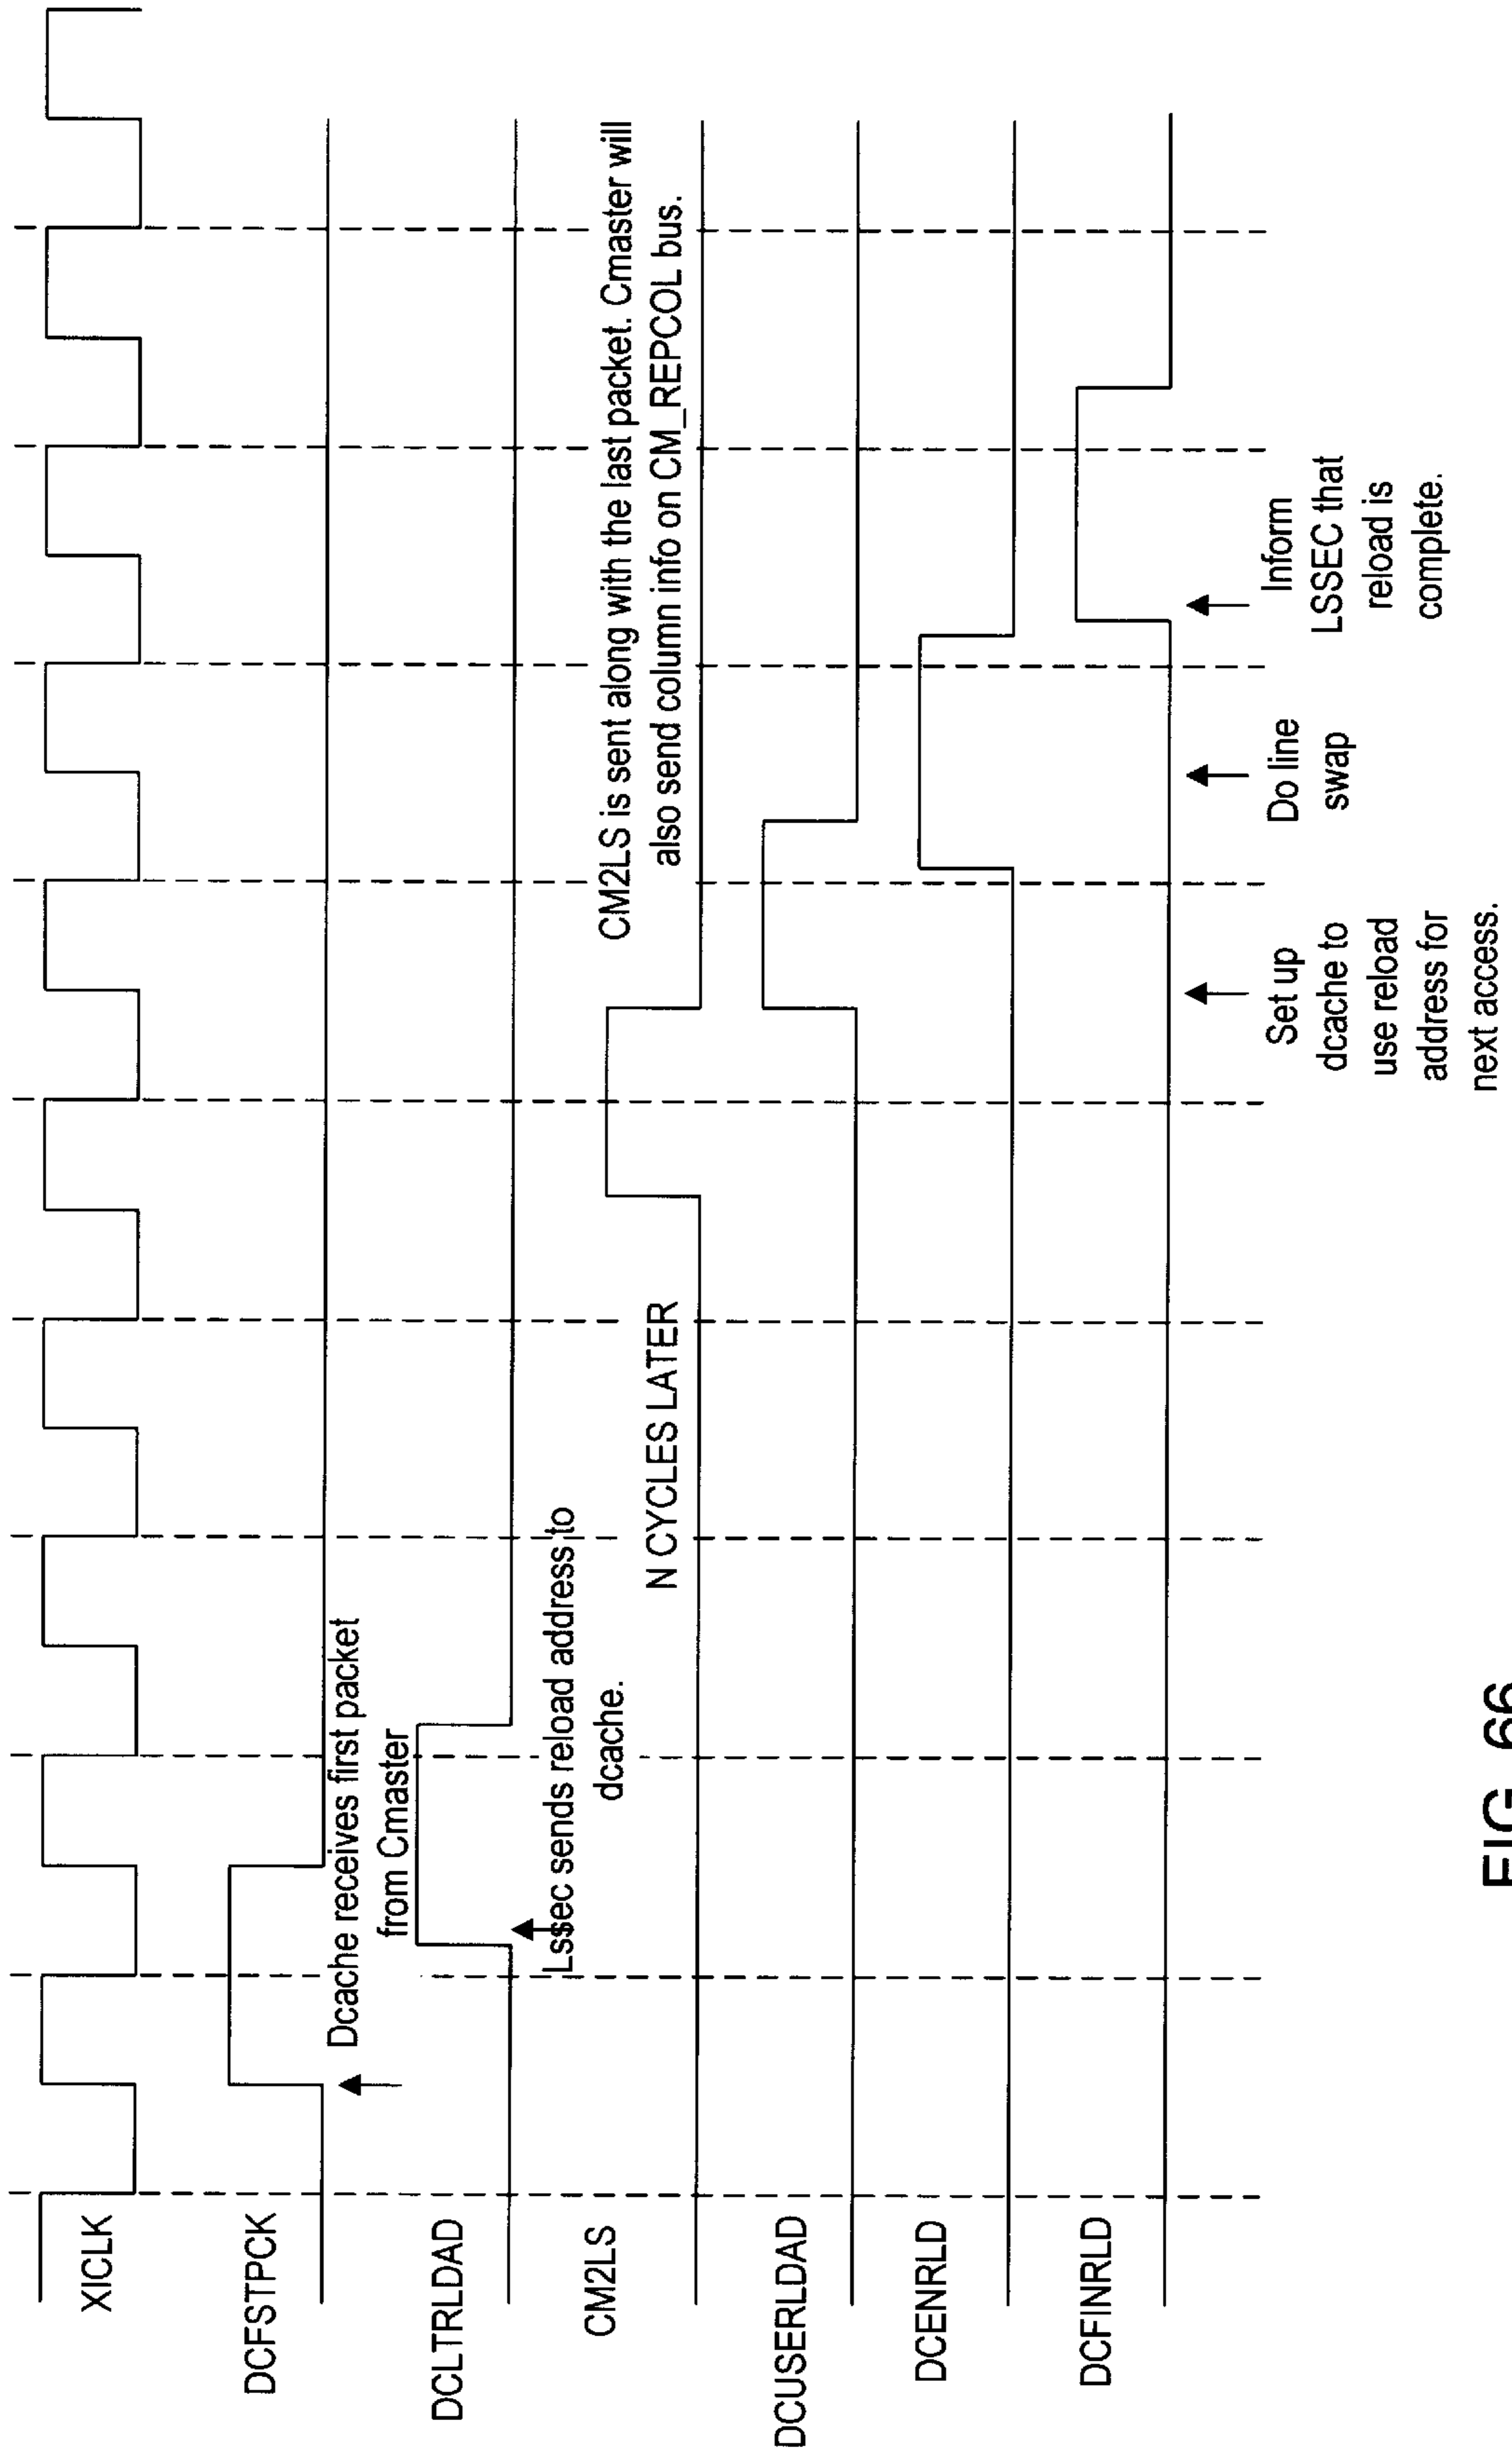 XICLK
DCFSTPCK
Dcache receives first packet
from Cmaster
DCLTRLDAD
Lssec sends reload address to
dcache.
CM2LS
CM2LS is sent along with the last packet. Cmaster will
also send column info on CM_REPCOL bus.
N CYCLES LATER
DCUSERLDAD
DCENRLD
DCFINRLD
Set up
dcache to
use reload
address for
next access.
Do line
swap
Inform
LSSEC that
reload is
complete.
FIG. 66